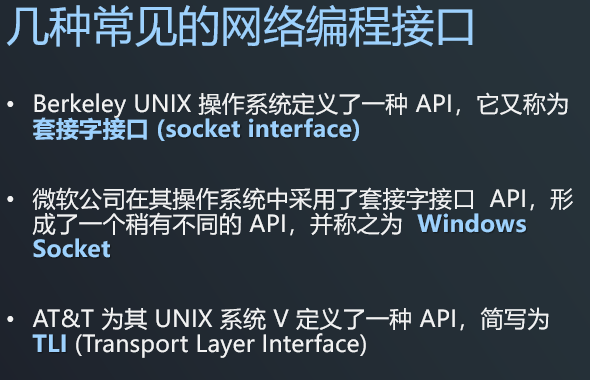 几种常见的网络编程接口
• Berkeley UNIX 操作系统定义了一种 API，它又称为
套接字接口 (socket interface)
• 微软公司在其操作系统中采用了套接字接口 API，形
成了一个稍有不同的 API，并称之为 Windows
Socket
• AT&T 为其 UNIX 系统 V 定义了一种 API，简写为
TLI (Transport Layer Interface)